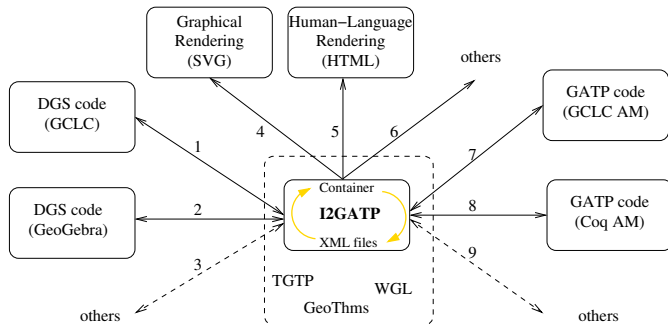 Graphical
Rendering
(SVG)
Human−Language
Rendering
(HTML)
others
DGS code
(GCLC)
GATP code
(GCLC AM)
4
5
6
1
7
Container
I2GATP
XML files
DGS code
(GeoGebra)
2
8
GATP code
(Coq AM)
3
9
TGTP
WGL
GeoThms
others
others